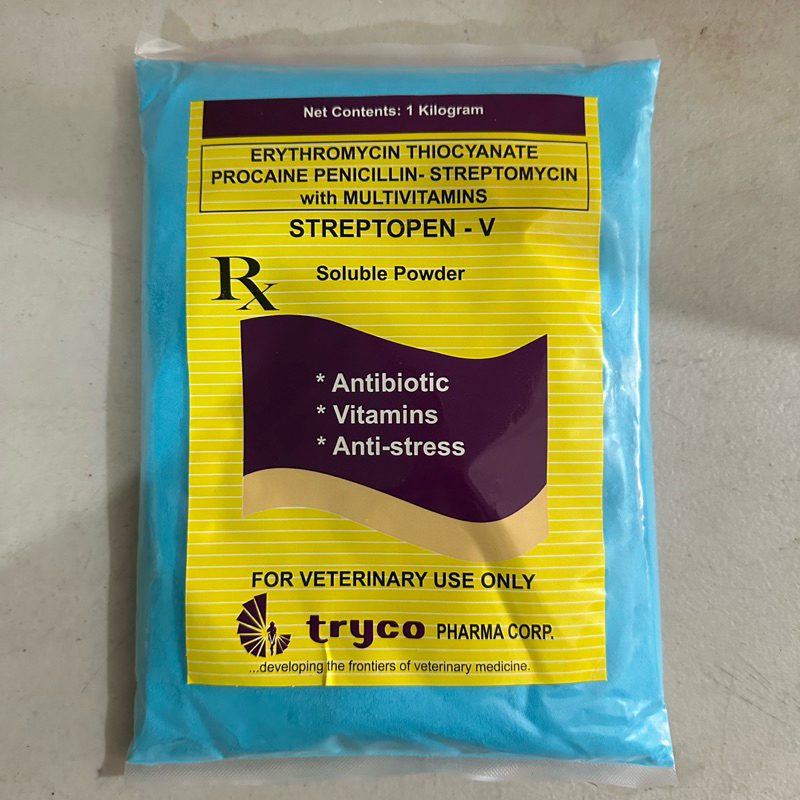 Net Contents: 1 Kilogram
ERYTHROMYCIN THIOCYANATE
PROCAINE PENICILLIN- STREPTOMYCIN
with MULTIVITAMINS
STREPTOPEN - V
Rx
Soluble Powder
* Antibiotic
* Vitamins
* Anti-stress
FOR VETERINARY USE ONLY
tryco PHARMA CORP.
...developing the frontiers of veterinary medicine.